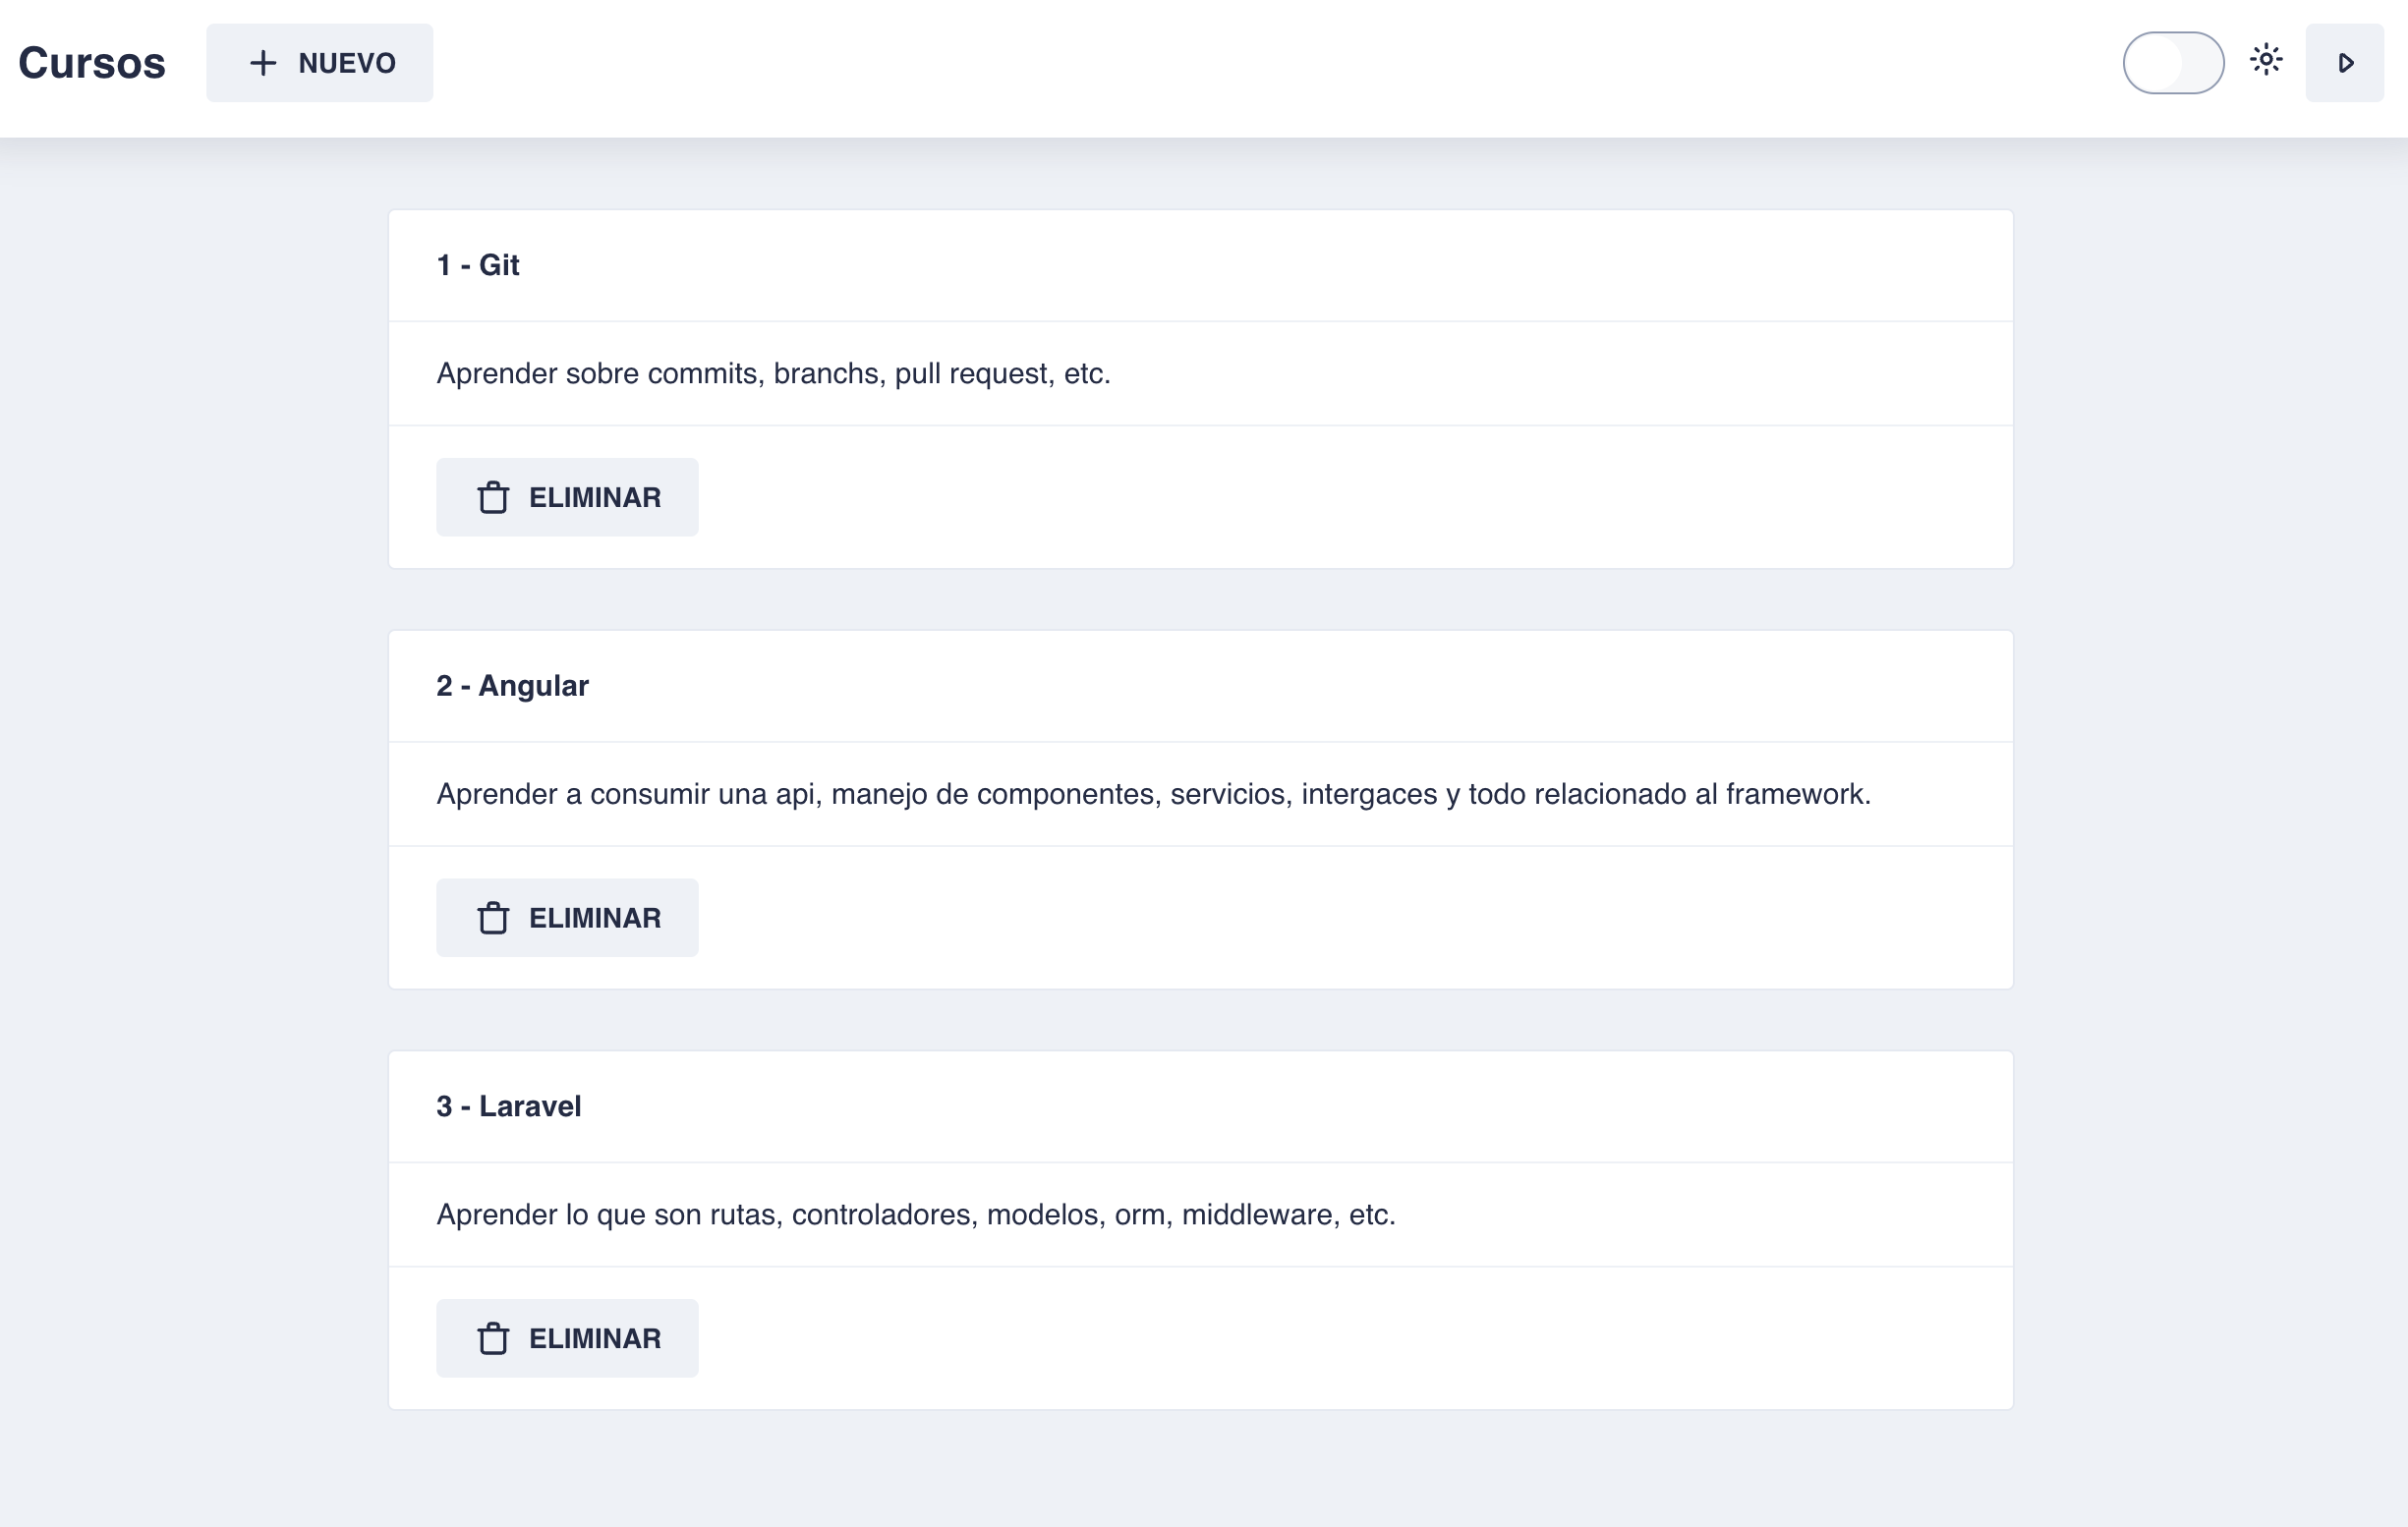 Cursos
NUEVO
1 - Git
Aprender sobre commits, branchs, pull request, etc.
ELIMINAR
2 - Angular
Aprender a consumir una api, manejo de componentes, servicios, intergaces y todo relacionado al framework.
ELIMINAR
3 - Laravel
Aprender lo que son rutas, controladores, modelos, orm, middleware, etc.
ELIMINAR